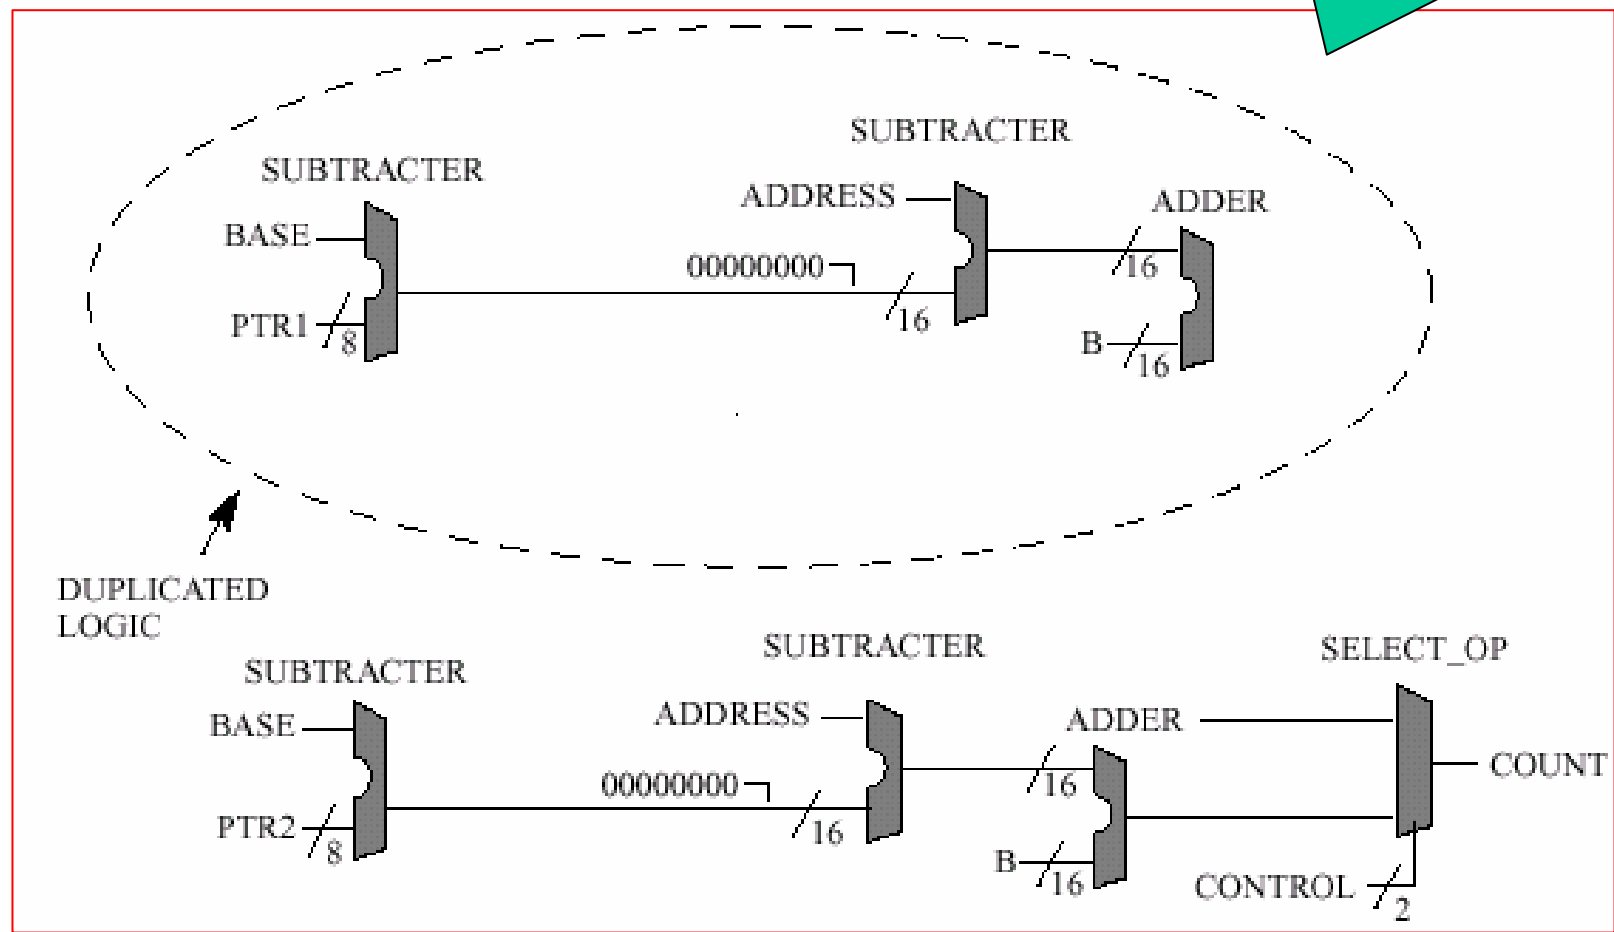 SUBTRACTER
SUBTRACTER
ADDRESS
ADDER
BASE
00000000
16
16
PTR1
8
B
16
DUPLICATED
LOGIC
SUBTRACTER
SUBTRACTER
SELECT_OP
BASE
ADDRESS
ADDER
COUNT
00000000
16
16
PTR2
8
B
16
CONTROL
2